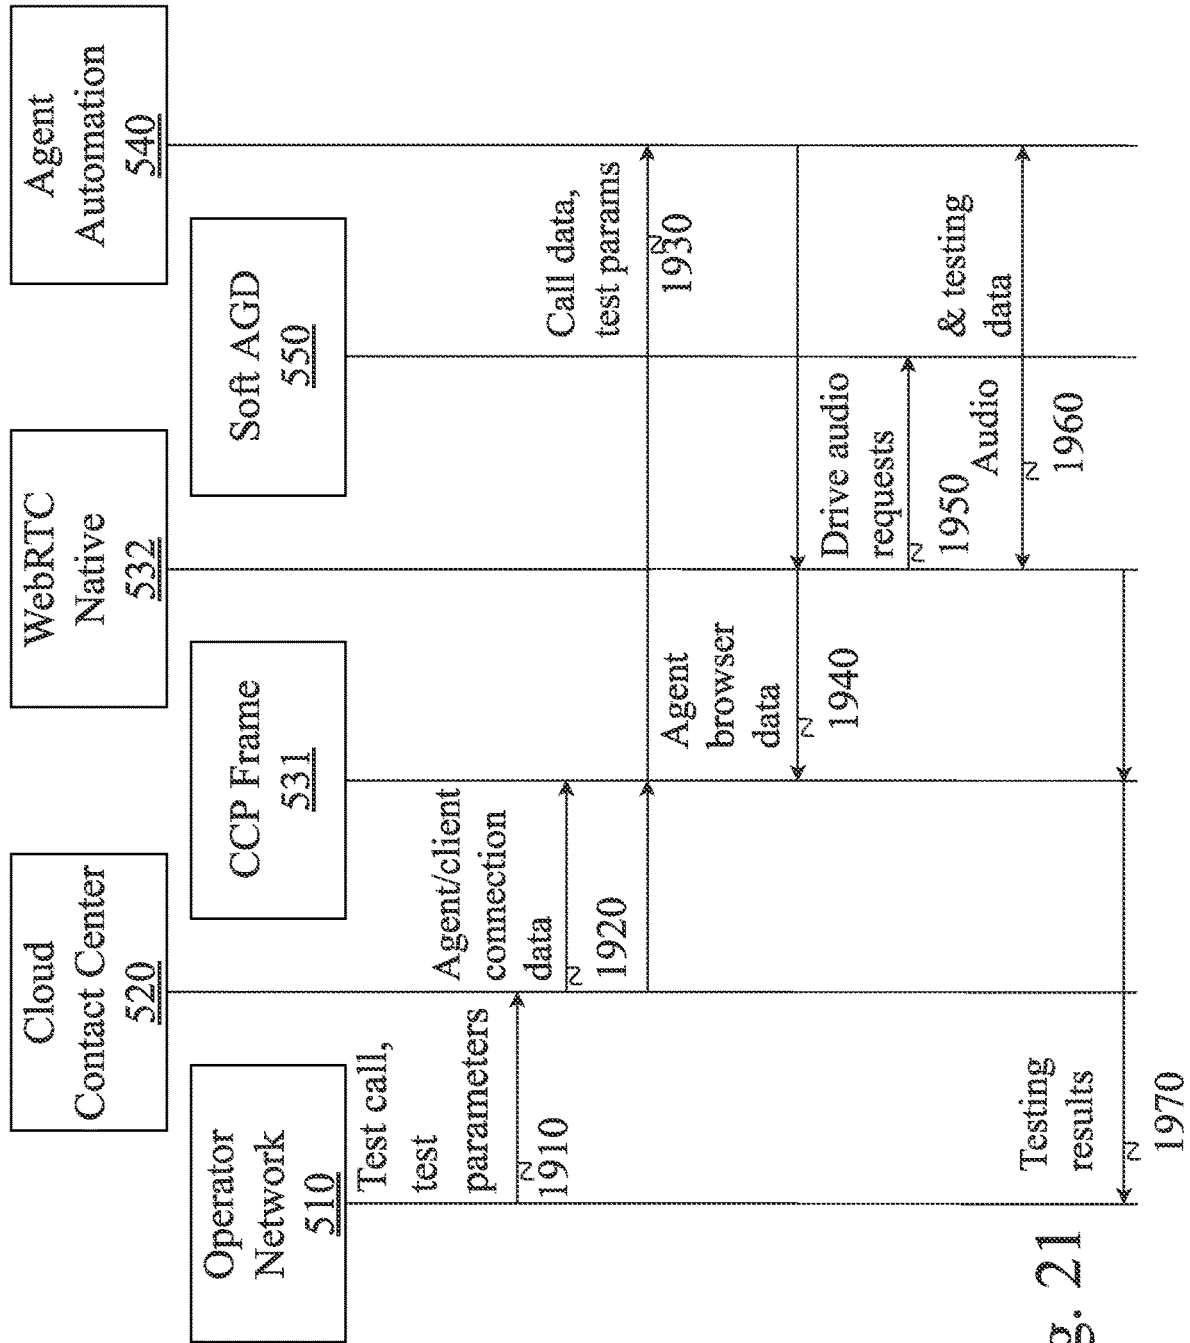 Operator
Network
510
Cloud
Contact Center
520
CCP Frame
531
WebRTC
Native
532
Soft AGD
550
Agent
Automation
540
Test call,
test
parameters
1910
Agent/client
connection
data
1920
Call data,
test params
1930
Agent
browser
data
1940
Drive audio
requests
1950
Audio
& testing
data
1960
Testing
results
1970
g. 21